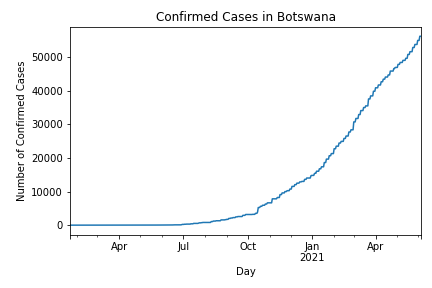 Confirmed Cases in Botswana
Number of Confirmed Cases
50000
40000
30000
20000
10000
0
Apr Jul Oct Jan Apr
2021
Day